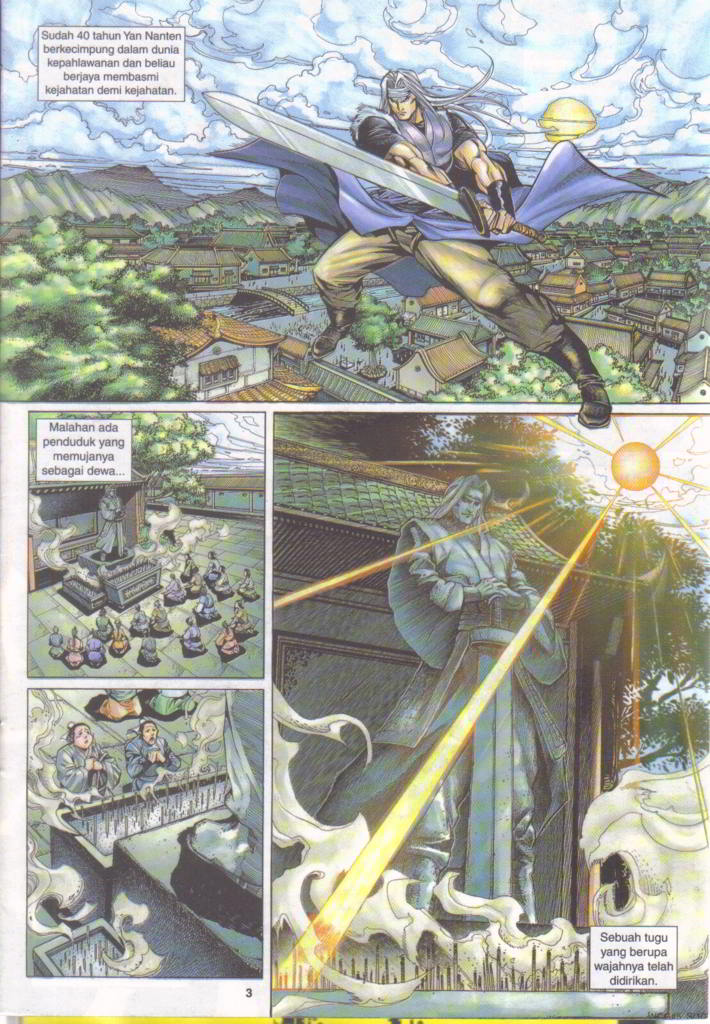 Sudah 40 tahun Yan Nanten
berkecimpung dalam dunia
kepahlawanan dan beliau
berjaya membasmi
kejahatan demi kejahatan.
Malahan ada
penduduk yang
memujanya
sebagai dewa...
Sebuah tugu
yang berupa
wajahnya telah
didirikan.
3